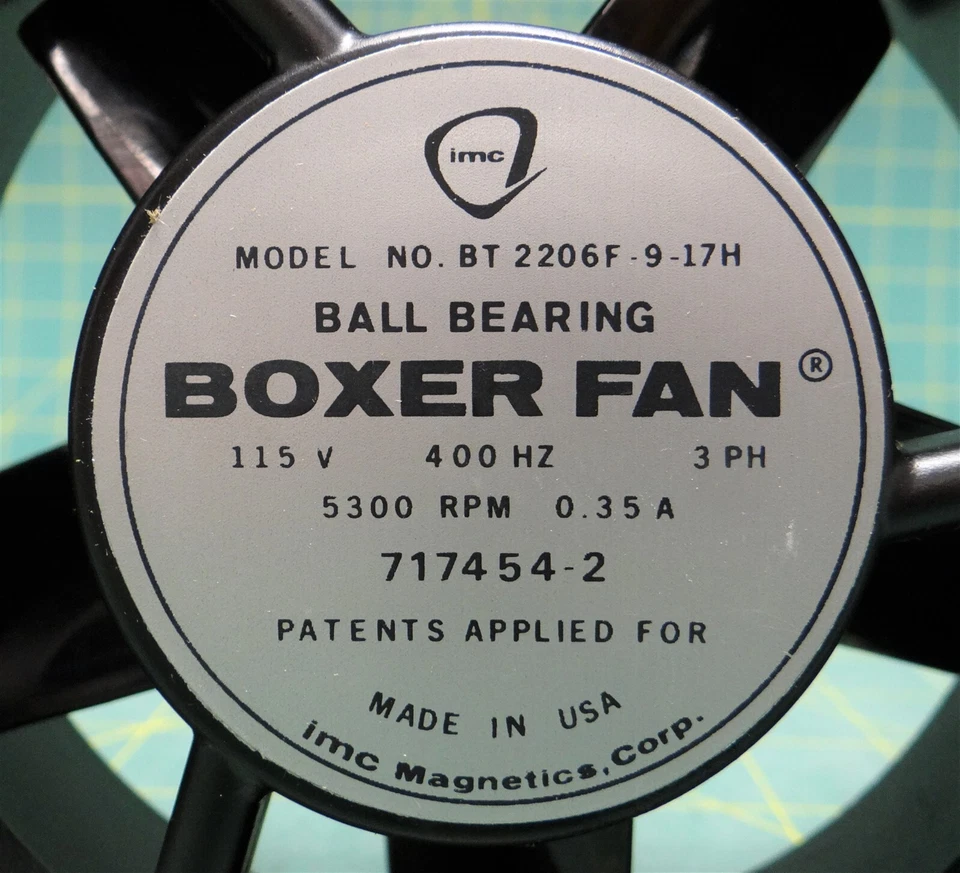 imc
MODEL NO. BT 2206F-9-17H
BALL BEARING
BOXER FAN®
115 V 400 HZ 3 PH
5300 RPM 0.35 A
717454-2
PATENTS APPLIED FOR
MADE IN USA
imc Magnetics, Corp.